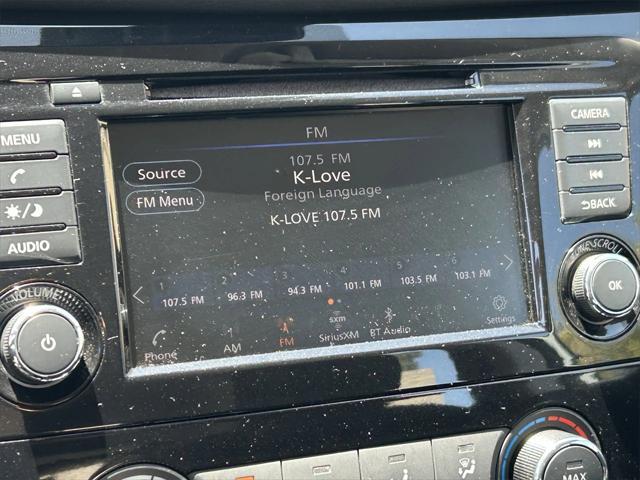 FM
107.5 FM
K-Love
Foreign Language
K-LOVE 107.5 FM
Source
FM Menu
1 2 3 4 5 6
107.5 FM 96.3 FM 94.3 FM 101.1 FM 103.5 FM 103.1 FM
Phone AM FM sxm SiriusXM BT Audio Settings
MENU
AUDIO
VOLUME
CAMERA
BACK
TUNE·SCROLL
OK
MAX